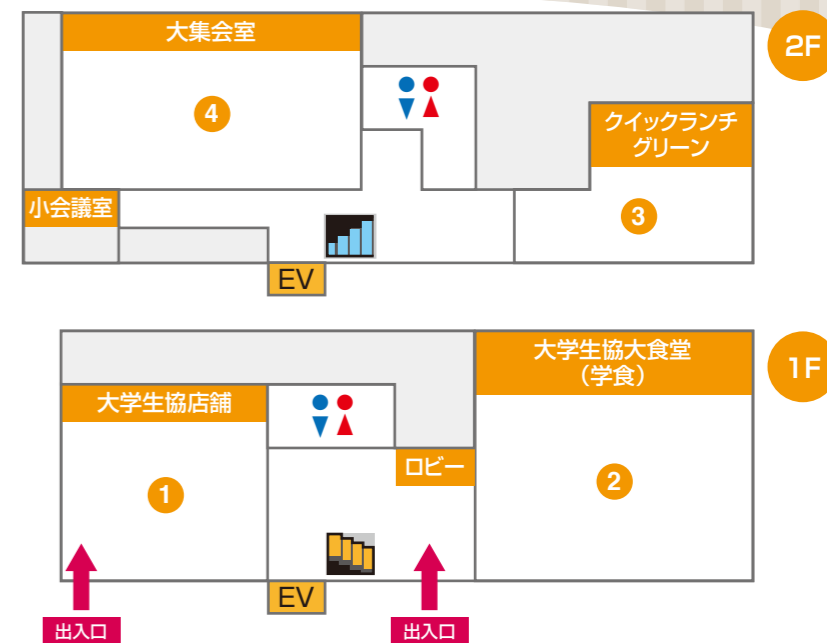 2F
大集会室
4
クイックランチ
グリーン
小会議室
3
EV
1F
大学生協大食堂
（学食）
大学生協店舗
ロビー
1
2
EV
出入口
出入口